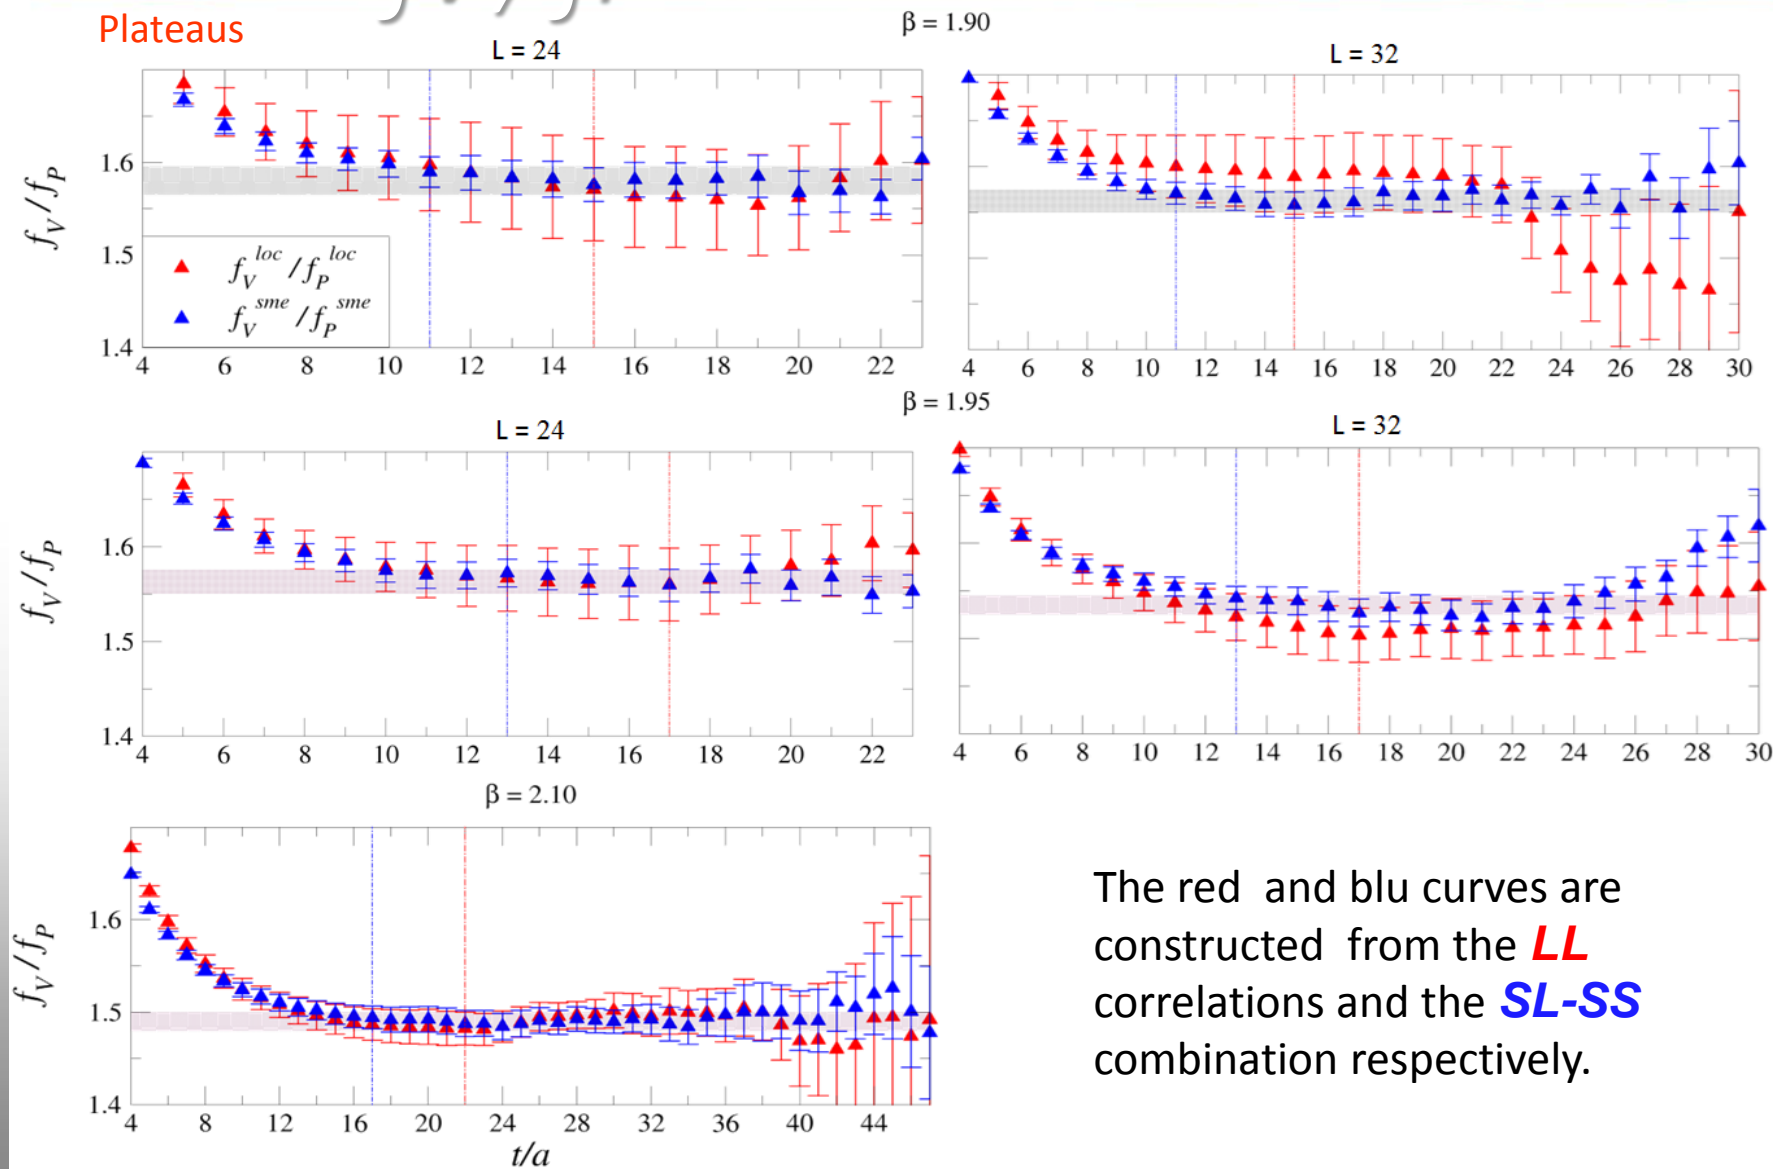 Plateaus
β = 1.90
L = 24
L = 32
1.6
1.5
1.4
f_V/f_P
f_V^loc/f_P^loc
f_V^sme/f_P^sme
4 6 8 10 12 14 16 18 20 22
4 6 8 10 12 14 16 18 20 22 24 26 28 30
β = 1.95
L = 24
L = 32
1.6
1.5
1.4
f_V/f_P
4 6 8 10 12 14 16 18 20 22
4 6 8 10 12 14 16 18 20 22 24 26 28 30
β = 2.10
1.6
1.5
1.4
f_V/f_P
4 8 12 16 20 24 28 32 36 40 44
t/a
The red and blu curves are
constructed from the LL
correlations and the SL-SS
combination respectively.